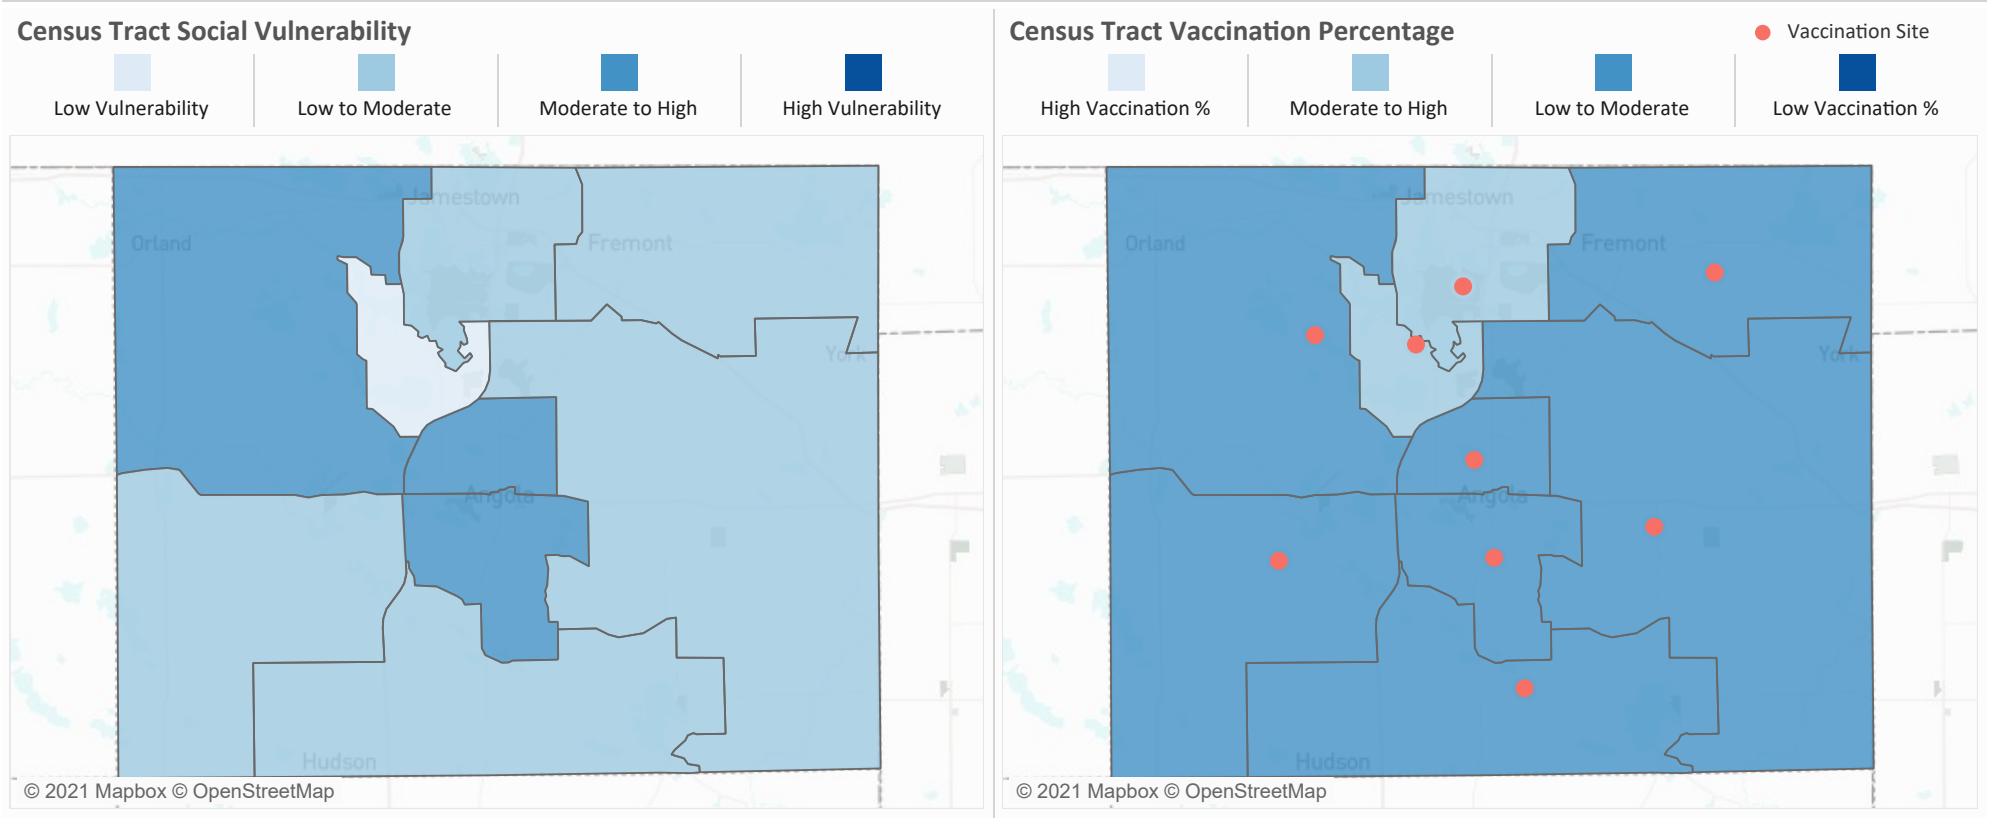 Census Tract Social Vulnerability
Low Vulnerability
Low to Moderate
Moderate to High
High Vulnerability
Jamestown
Orland
Fremont
York
Angola
Hudson
© 2021 Mapbox © OpenStreetMap
Census Tract Vaccination Percentage
Vaccination Site
High Vaccination %
Moderate to High
Low to Moderate
Low Vaccination %
Jamestown
Orland
Fremont
York
Angola
Hudson
© 2021 Mapbox © OpenStreetMap